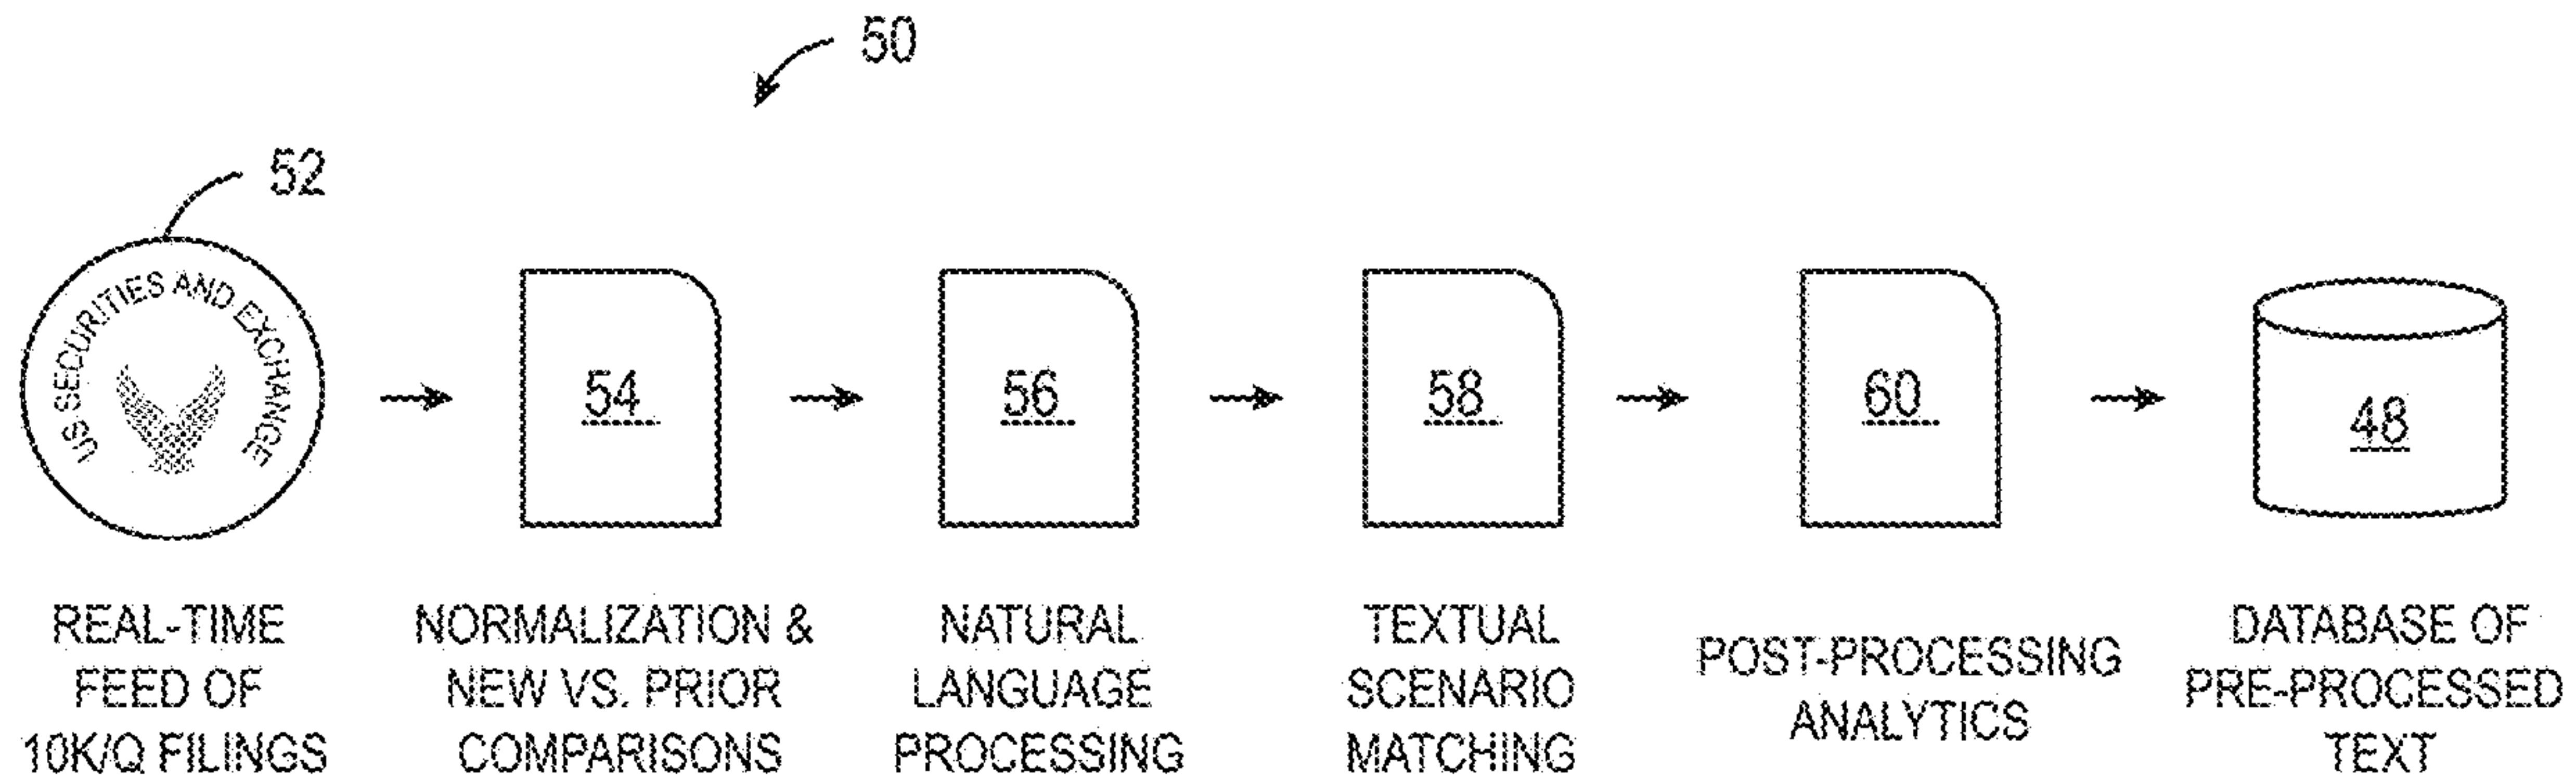 50
52
US SECURITIES AND EXCHANGE
54
56
58
60
48
REAL-TIME
FEED OF
10K/Q FILINGS
NORMALIZATION &
NEW VS. PRIOR
COMPARISONS
NATURAL
LANGUAGE
PROCESSING
TEXTUAL
SCENARIO
MATCHING
POST-PROCESSING
ANALYTICS
DATABASE OF
PRE-PROCESSED
TEXT